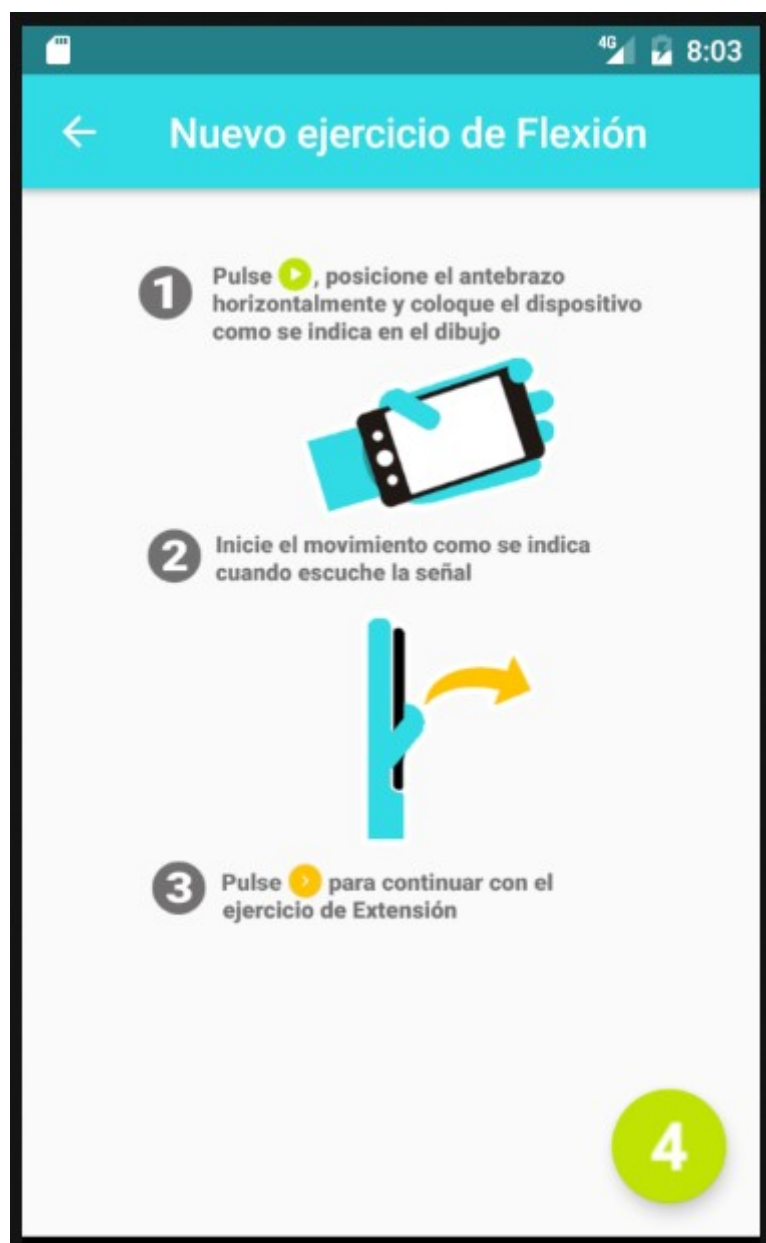 4G 8:03
Nuevo ejercicio de Flexión
1 Pulse , posicione el antebrazo
horizontalmente y coloque el dispositivo
como se indica en el dibujo
2 Inicie el movimiento como se indica
cuando escuche la señal
3 Pulse para continuar con el
ejercicio de Extensión
4